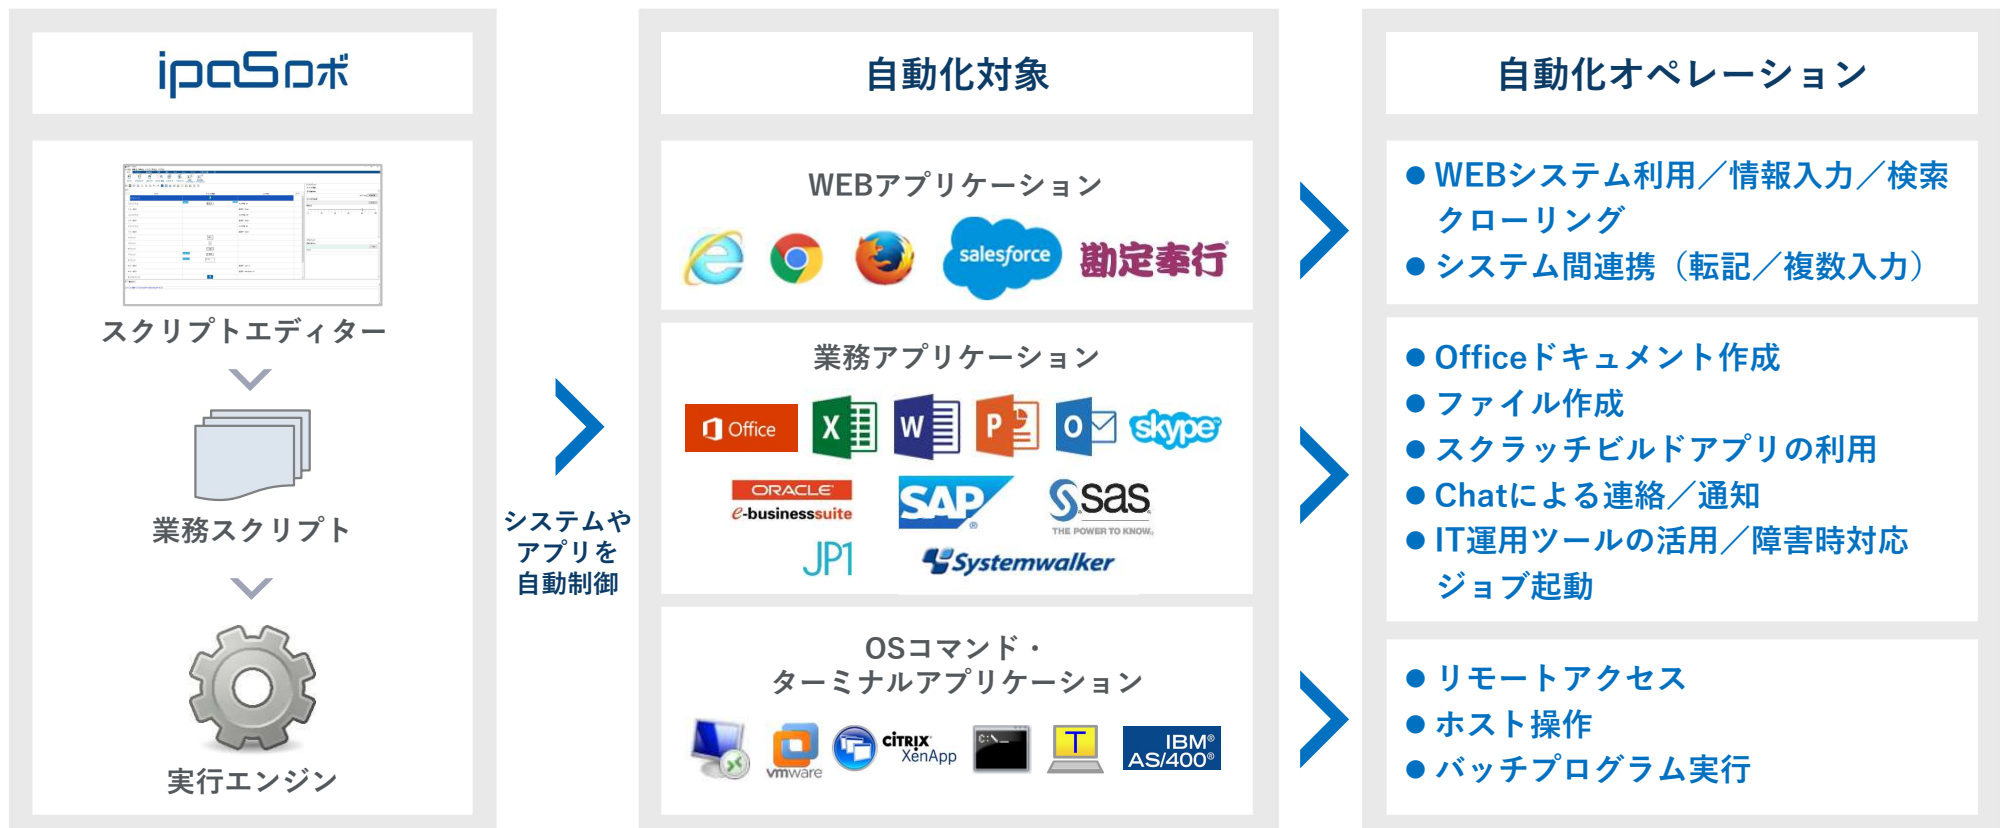 ipaSロボ
スクリプトエディター
業務スクリプト
実行エンジン
システムや
アプリを
自動制御
自動化対象
WEBアプリケーション
salesforce
勘定奉行
業務アプリケーション
Office
X
W
P
O
skype
ORACLE
e-businesssuite
SAP
sas
THE POWER TO KNOW.
JP1
Systemwalker
OSコマンド・
ターミナルアプリケーション
vmware
CİTRIX
XenApp
C:\_
T
IBM®
AS/400®
自動化オペレーション
● WEBシステム利用／情報入力／検索
クローリング
● システム間連携（転記／複数入力）
● Officeドキュメント作成
● ファイル作成
● スクラッチビルドアプリの利用
● Chatによる連絡／通知
● IT運用ツールの活用／障害時対応
ジョブ起動
● リモートアクセス
● ホスト操作
● バッチプログラム実行